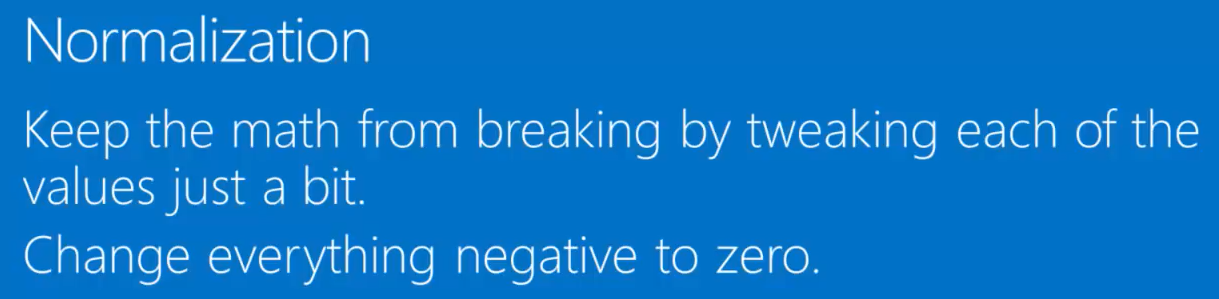 Normalization
Keep the math from breaking by tweaking each of the
values just a bit.
Change everything negative to zero.